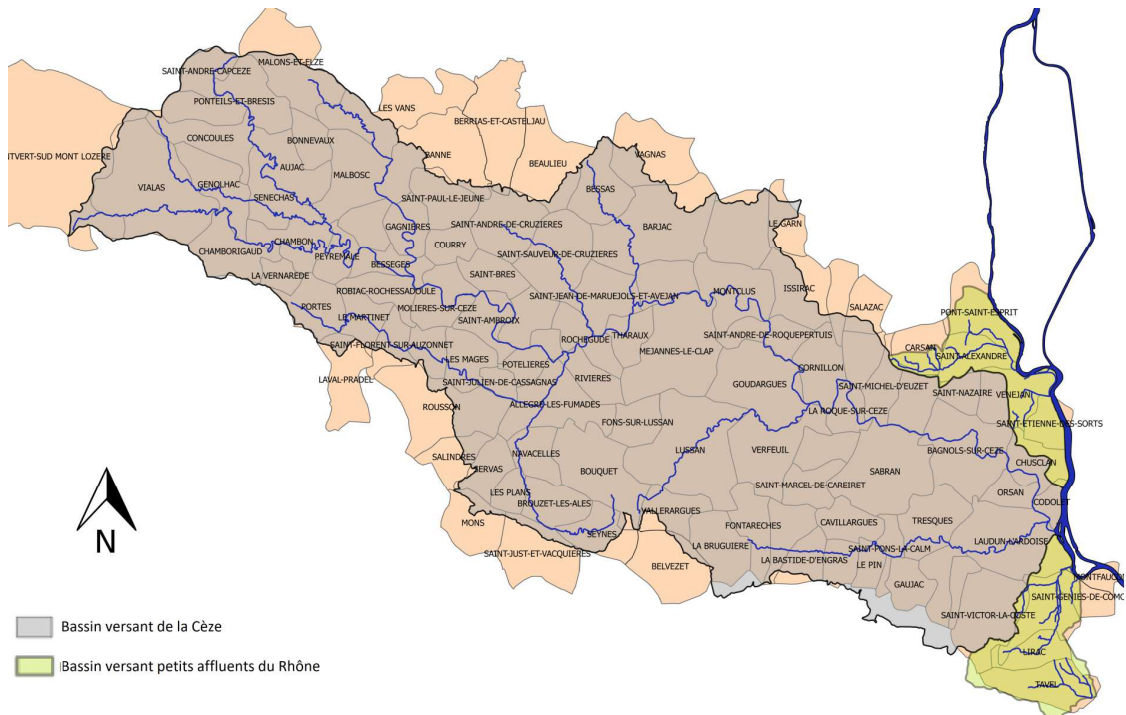 MALONS-ET-ELZE
SAINT-ANDRE-CAPCEZE
PONTEILS-ET-BRESIS
LES VANS
BERRIAS-ET-CASTELJAU
CONCOULES
BONNEVAUX
NTVERT-SUD MONT LOZERE
BANNE
VAGNAS
BEAULIEU
AUJAC
MALBOSC
VIALAS
GENOLHAC
SENECHAS
SAINT-PAUL-LE-JEUNE
BESSAS
GAGNIERES
SAINT-ANDRE-DE-CRUZIERES
BARJAC
LE GARN
CHAMBON
COURRY
CHAMBORIGAUD
PEYREMALE
SAINT-SAUVEUR-DE-CRUZIERES
BESSEGES
LA VERNAREDE
SAINT-BRES
ROBIAC-ROCHESSADOULE
SAINT-JEAN-DE-MARUEJOLS-ET-AVEJAN
MONTCLUS
ISSIRAC
PORTES
MOLIERES-SUR-CEZE
SALAZAC
LE MARTINET
SAINT-AMBROIX
PONT-SAINT-ESPRIT
ROCHEGUDE
THARAUX
SAINT-ANDRE-DE-ROQUEPERTUIS
SAINT-FLORENT-SUR-AUZONNET
CARSAN
MEJANNES-LE-CLAP
SAINT-ALEXANDRE
LES MAGES
POTELIERES
CORNILLON
LAVAL-PRADEL
SAINT-JULIEN-DE-CASSAGNAS
RIVIERES
GOUDARGUES
SAINT-MICHEL-D'EUZET
SAINT-NAZAIRE
VENEJAN
ROUSSON
ALLEGRE-LES-FUMADES
LA ROQUE-SUR-CEZE
FONS-SUR-LUSSAN
SAINT-ETIENNE-DES-SORTS
LUSSAN
VERFEUIL
BAGNOLS-SUR-CEZE
SALINDRES
NAVACELLES
CHUSCLAN
SERVAS
BOUQUET
SABRAN
SAINT-MARCEL-DE-CAREIRET
LES PLANS
ORSAN
BROUZET-LES-ALES
CODOLET
VALLERARGUES
MONS
FONTARECHES
CAVILLARGUES
TRESQUES
SEYNES
LAUDUN-L'ARDOISE
LA BRUGUIERE
SAINT-PONS-LA-CALM
SAINT-JUST-ET-VACQUIERES
LA BASTIDE-D'ENGRAS
BELVEZET
LE PIN
MONTFAUCON
GAUJAC
SAINT-GENIES-DE-COMO
SAINT-VICTOR-LA-COSTE
LIRAC
TAVEL
N
Bassin versant de la Cèze
Bassin versant petits affluents du Rhône